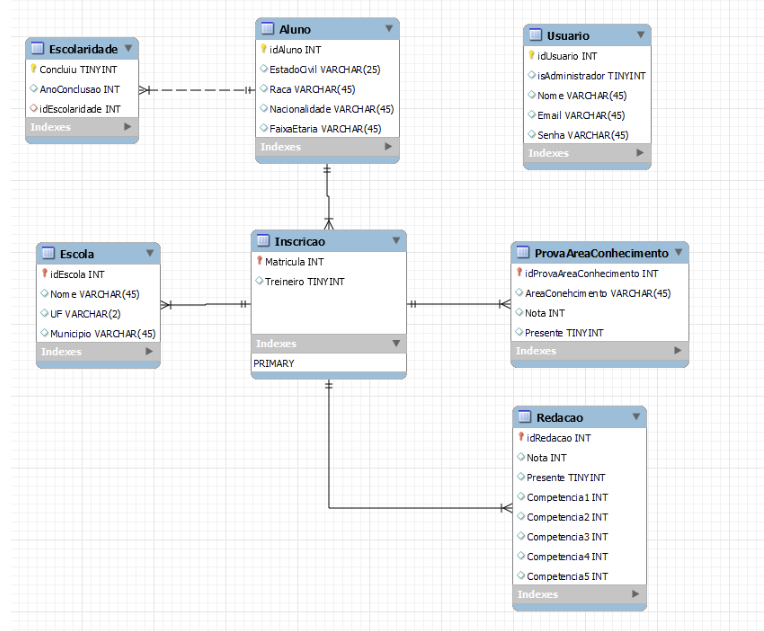 Escolaridade
Concluiu TINYINT
AnoConclusao INT
idEscolaridade INT
Indexes
Aluno
idAluno INT
EstadoCivil VARCHAR(25)
Raca VARCHAR(45)
Nacionalidade VARCHAR(45)
FaixaEtaria VARCHAR(45)
Indexes
Usuario
idUsuario INT
isAdministrador TINYINT
Nome VARCHAR(45)
Email VARCHAR(45)
Senha VARCHAR(45)
Indexes
Escola
idEscola INT
Nome VARCHAR(45)
UF VARCHAR(2)
Municipio VARCHAR(45)
Indexes
Inscricao
Matricula INT
Treineiro TINYINT
Indexes
PRIMARY
ProvaAreaConhecimento
idProvaAreaConhecimento INT
AreaConehcimento VARCHAR(45)
Nota INT
Presente TINYINT
Indexes
Redacao
idRedacao INT
Nota INT
Presente TINYINT
Competencia1 INT
Competencia2 INT
Competencia3 INT
Competencia4 INT
Competencia5 INT
Indexes